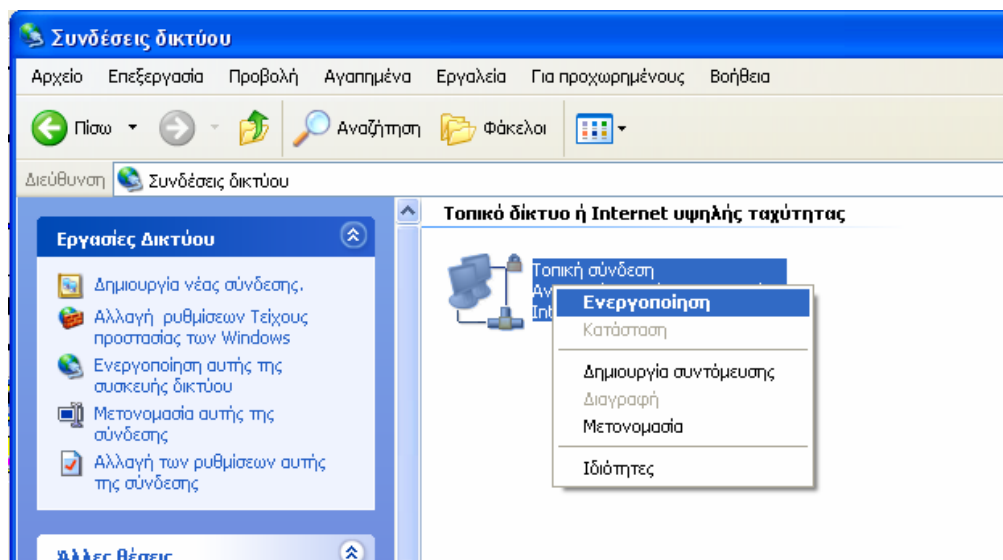 Συνδέσεις δικτύου
Αρχείο Επεξεργασία Προβολή Αγαπημένα Εργαλεία Για προχωρημένους Βοήθεια
Πίσω Αναζήτηση Φάκελοι
Διεύθυνση Συνδέσεις δικτύου
Εργασίες Δικτύου
Δημιουργία νέας σύνδεσης.
Αλλαγή ρυθμίσεων Τείχους
προστασίας των Windows
Ενεργοποίηση αυτής της
συσκευής δικτύου
Μετονομασία αυτής της
σύνδεσης
Αλλαγή των ρυθμίσεων αυτής
της σύνδεσης
Άλλες θέσεις
Τοπικό δίκτυο ή Internet υψηλής ταχύτητας
Τοπική σύνδεση
Ενεργοποίηση
Κατάσταση
Δημιουργία συντόμευσης
Διαγραφή
Μετονομασία
Ιδιότητες